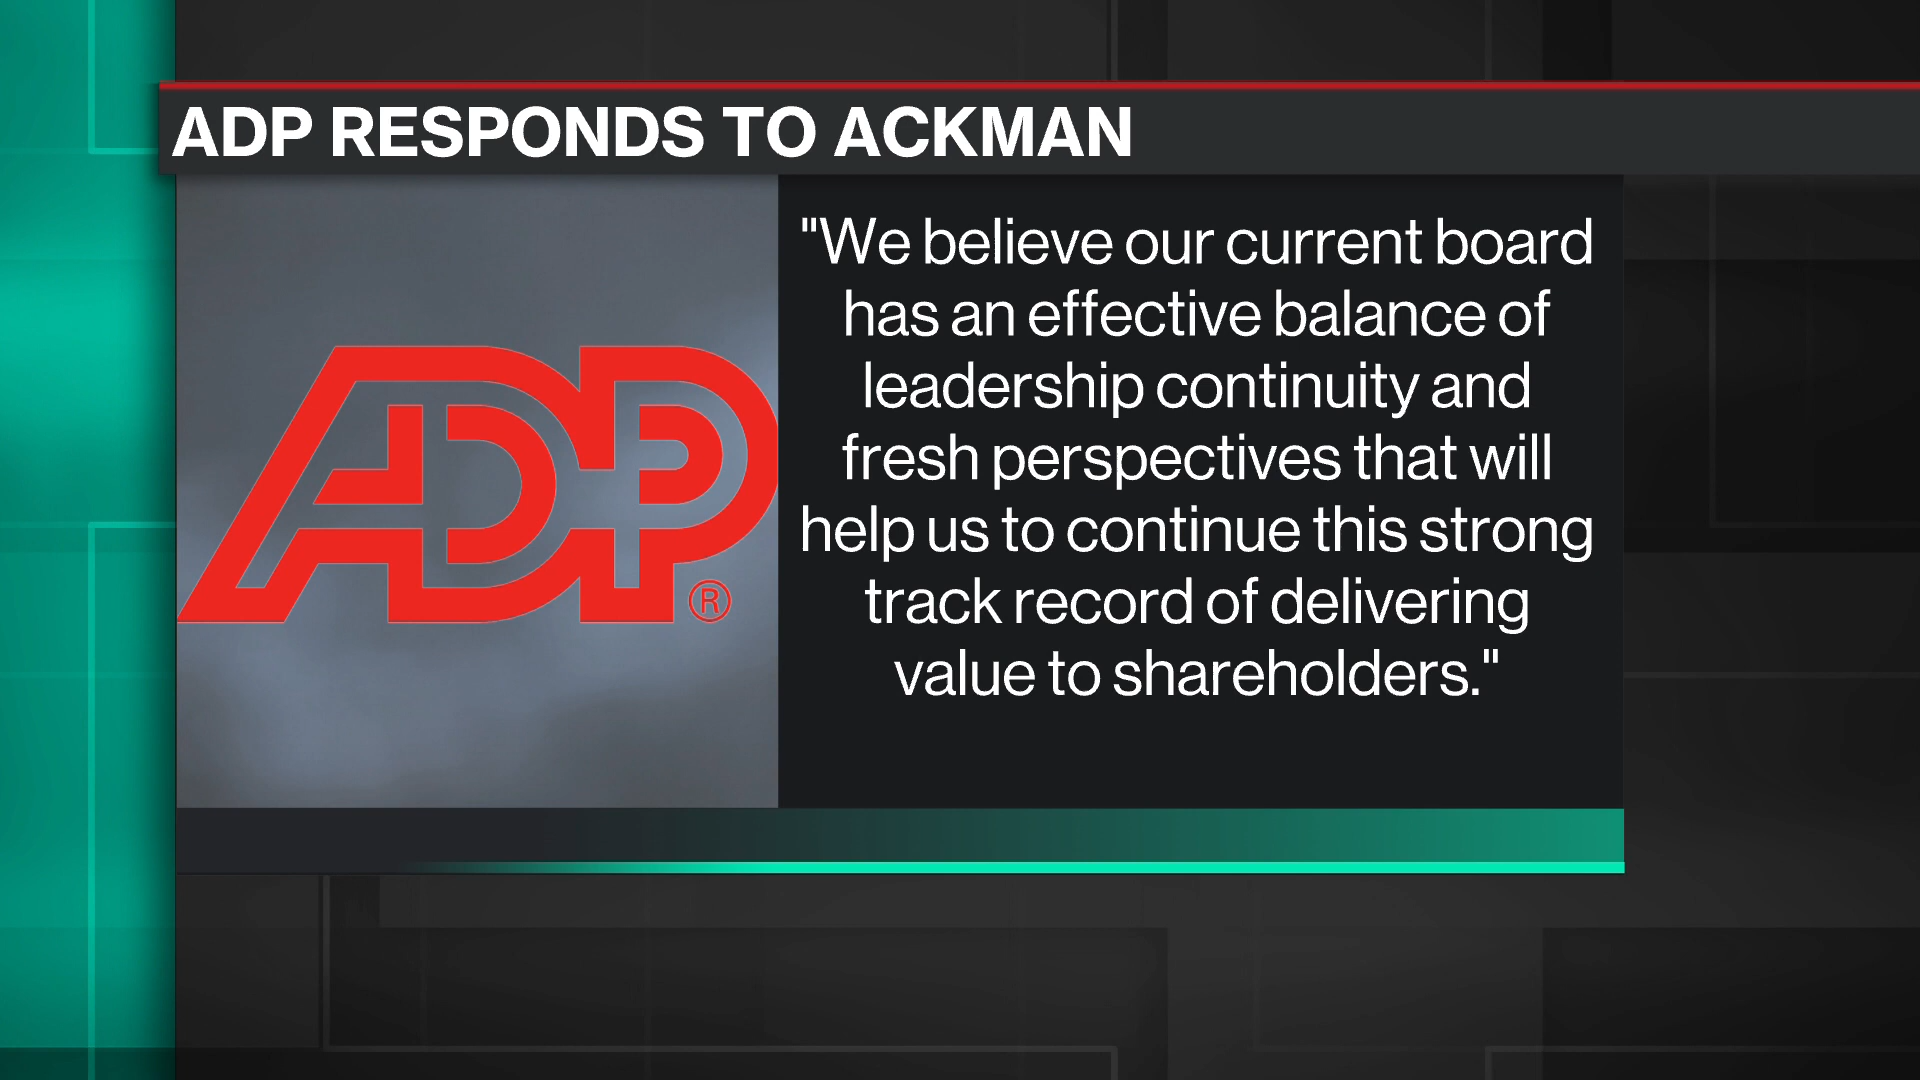 ADP RESPONDS TO ACKMAN
ADP®
"We believe our current board
has an effective balance of
leadership continuity and
fresh perspectives that will
help us to continue this strong
track record of delivering
value to shareholders."